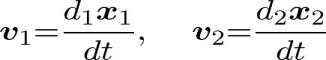 𝒗₁=d₁𝒙₁/dt, 𝒗₂=d₂𝒙₂/dt